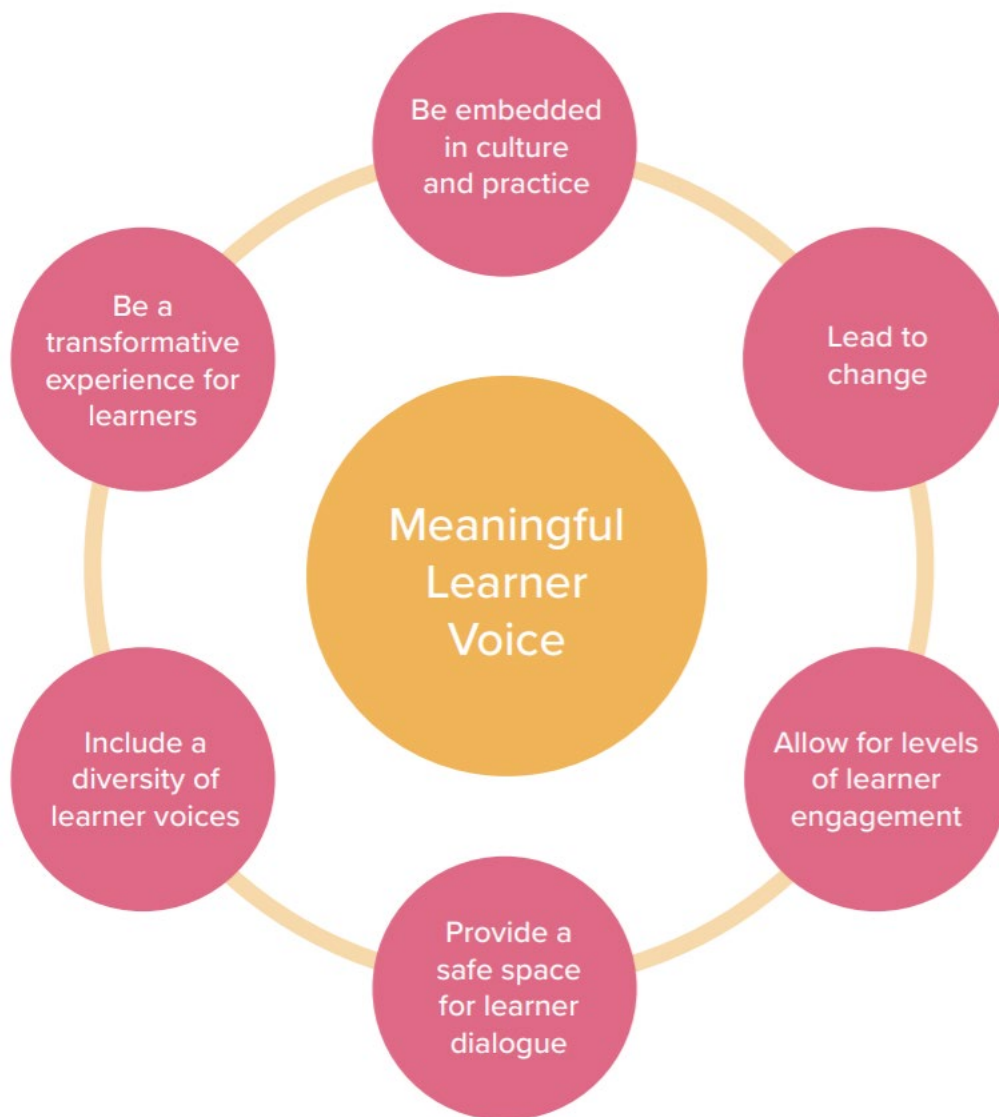 Be embedded
in culture
and practice
Lead to
change
Allow for levels
of learner
engagement
Provide a
safe space
for learner
dialogue
Include a
diversity of
learner voices
Be a
transformative
experience for
learners
Meaningful
Learner
Voice